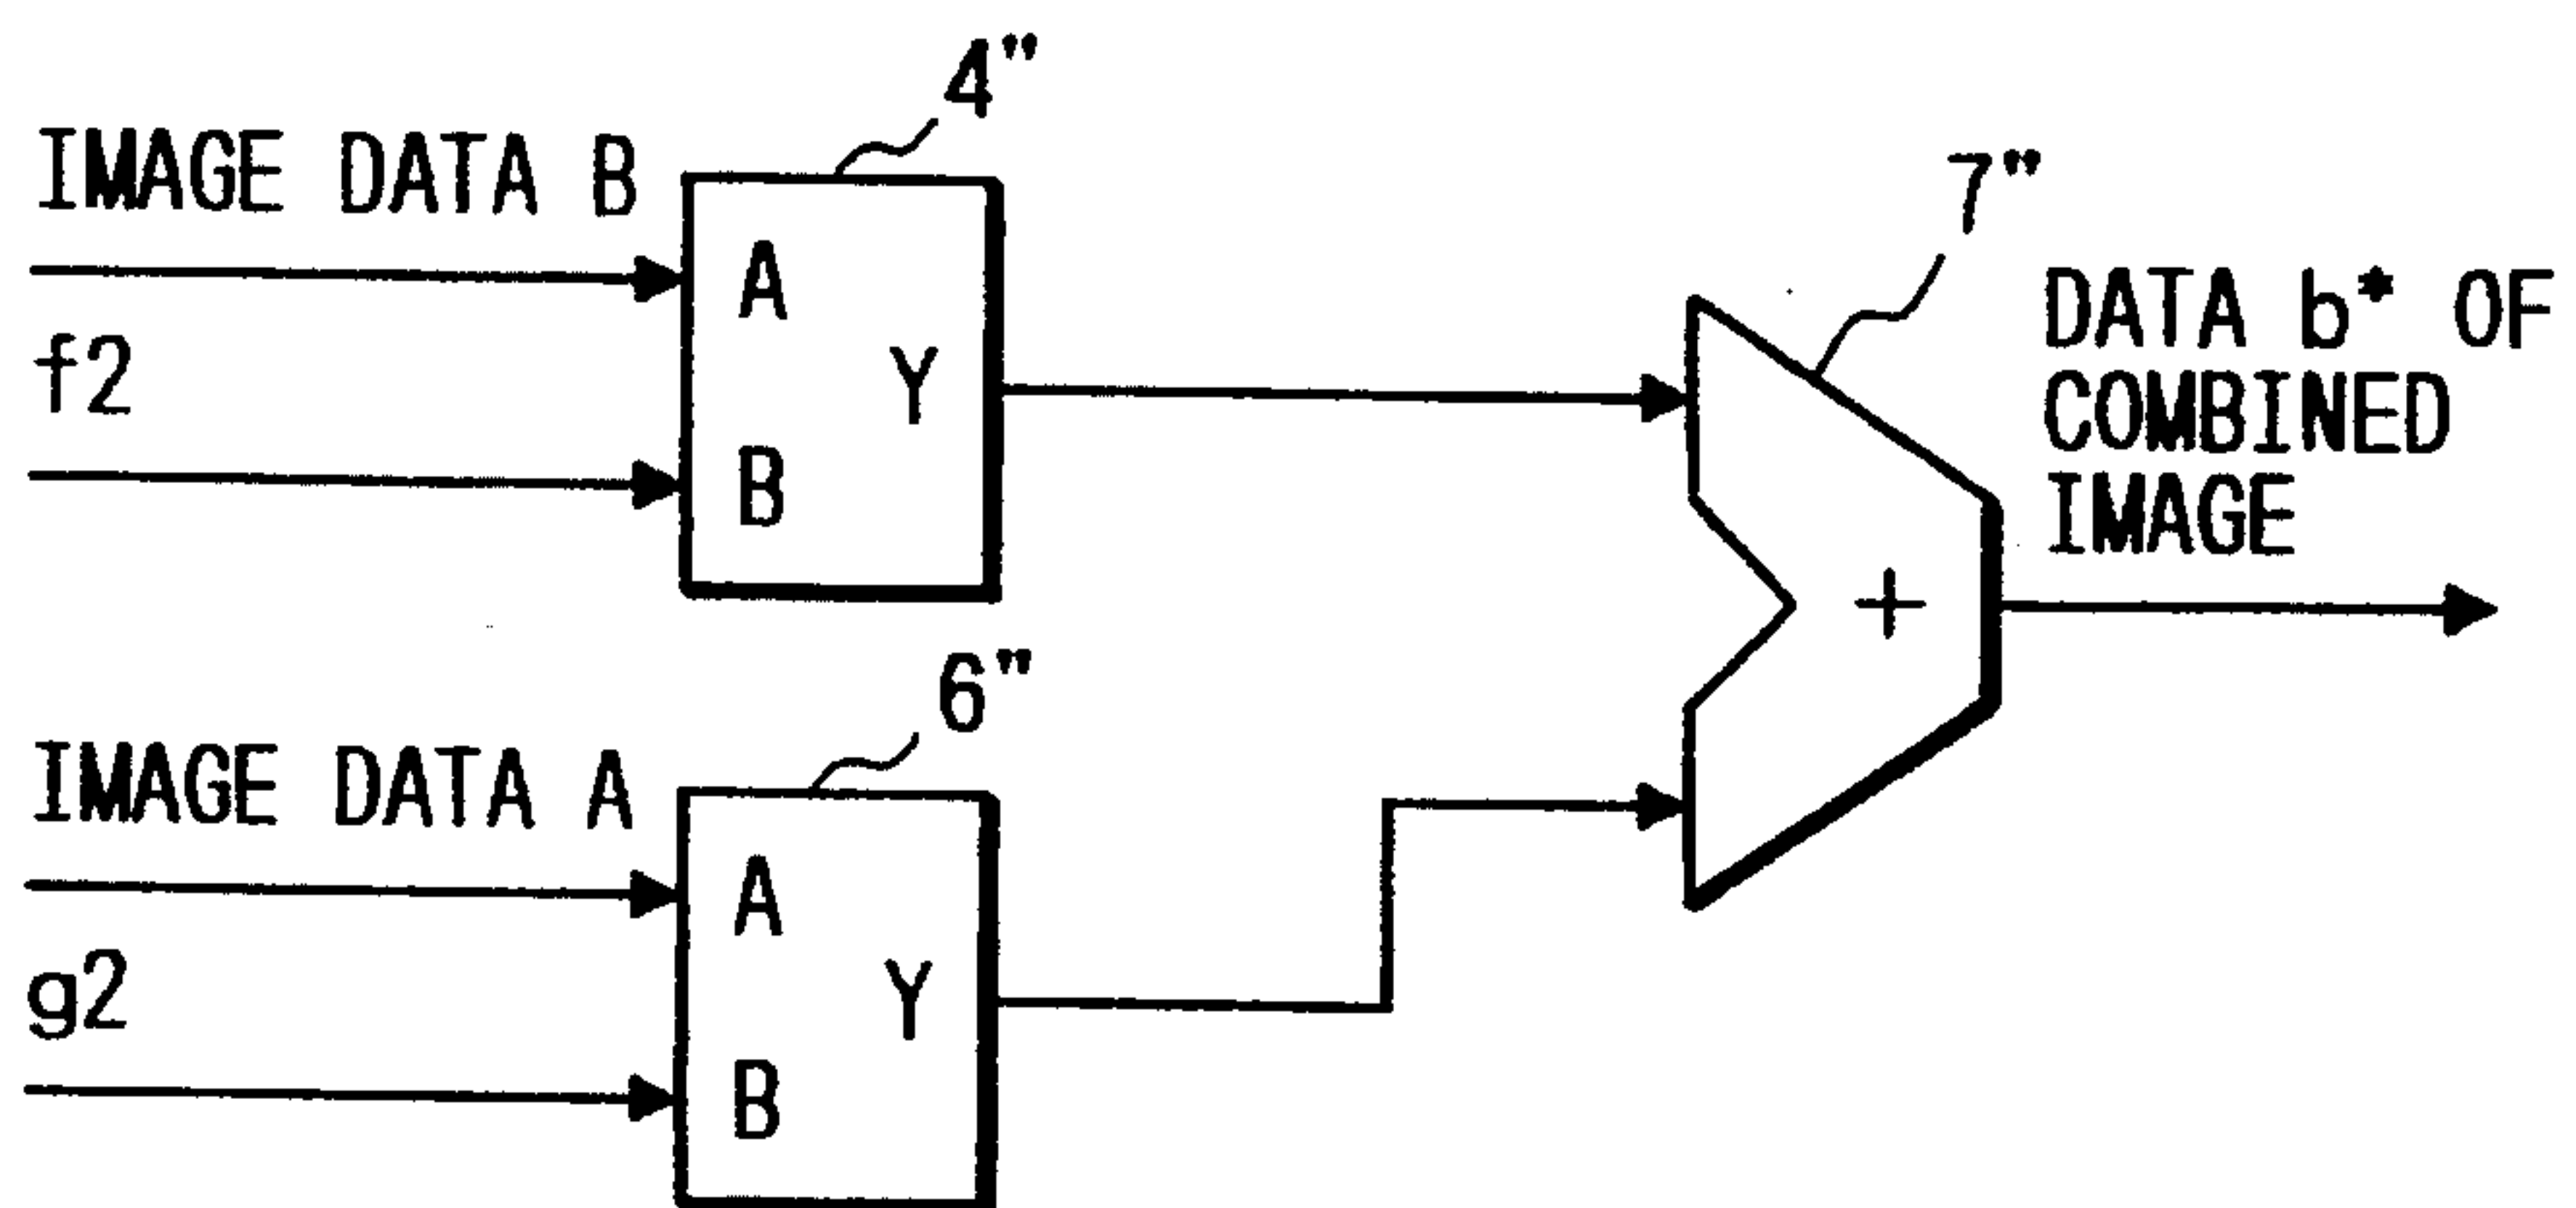 4"
IMAGE DATA B
7"
A
DATA b* OF
f2
Y
COMBINED
B
IMAGE
+
6"
IMAGE DATA A
A
g2
Y
B